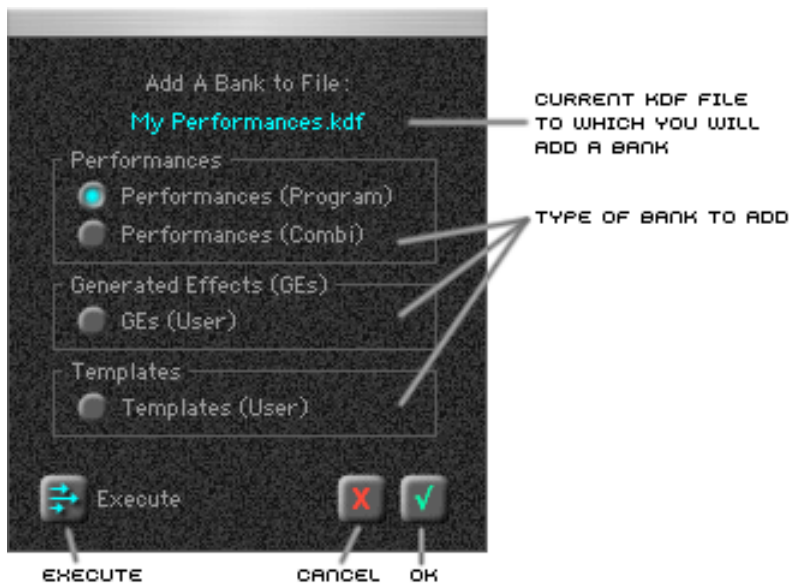 Add A Bank to File:
My Performances.kdf
CURRENT KDF FILE
TO WHICH YOU WILL
ADD A BANK
Performances
Performances (Program)
Performances (Combi)
TYPE OF BANK TO ADD
Generated Effects (GEs)
GEs (User)
Templates
Templates (User)
Execute
X
√
EXECUTE
CANCEL
OK